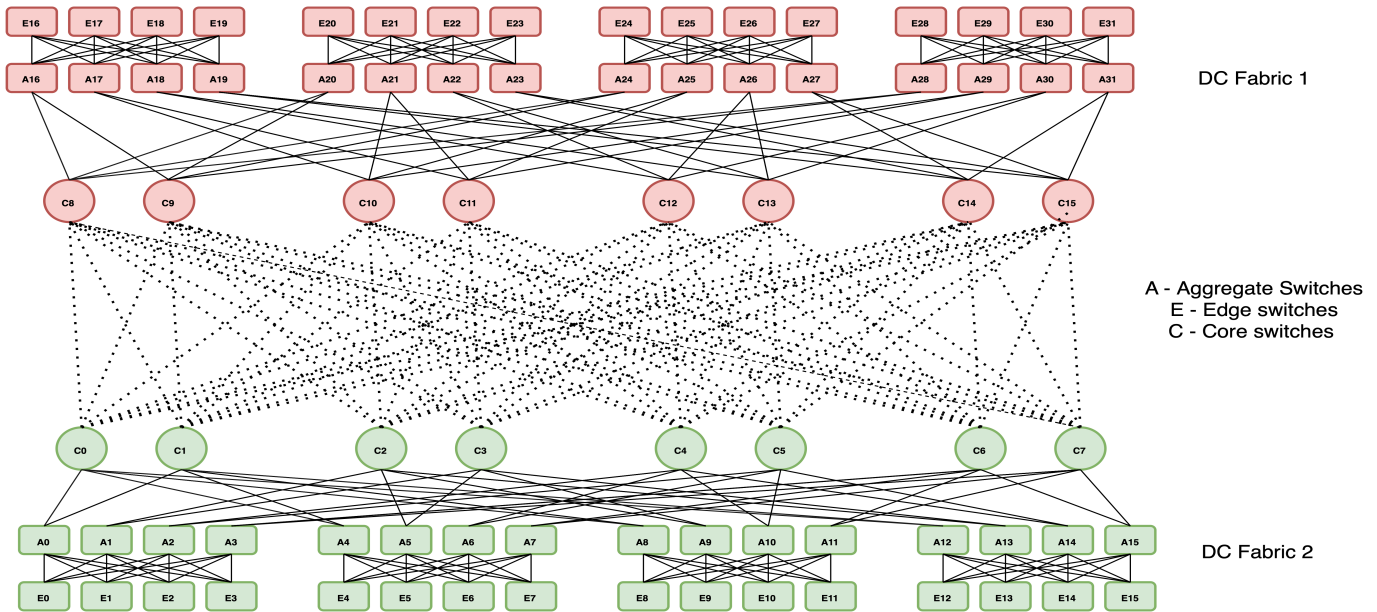 E16 E17 E18 E19 E20 E21 E22 E23 E24 E25 E26 E27 E28 E29 E30 E31
A16 A17 A18 A19 A20 A21 A22 A23 A24 A25 A26 A27 A28 A29 A30 A31
DC Fabric 1
C8 C9 C10 C11 C12 C13 C14 C15
A - Aggregate Switches
E - Edge switches
C - Core switches
C0 C1 C2 C3 C4 C5 C6 C7
A0 A1 A2 A3 A4 A5 A6 A7 A8 A9 A10 A11 A12 A13 A14 A15
DC Fabric 2
E0 E1 E2 E3 E4 E5 E6 E7 E8 E9 E10 E11 E12 E13 E14 E15